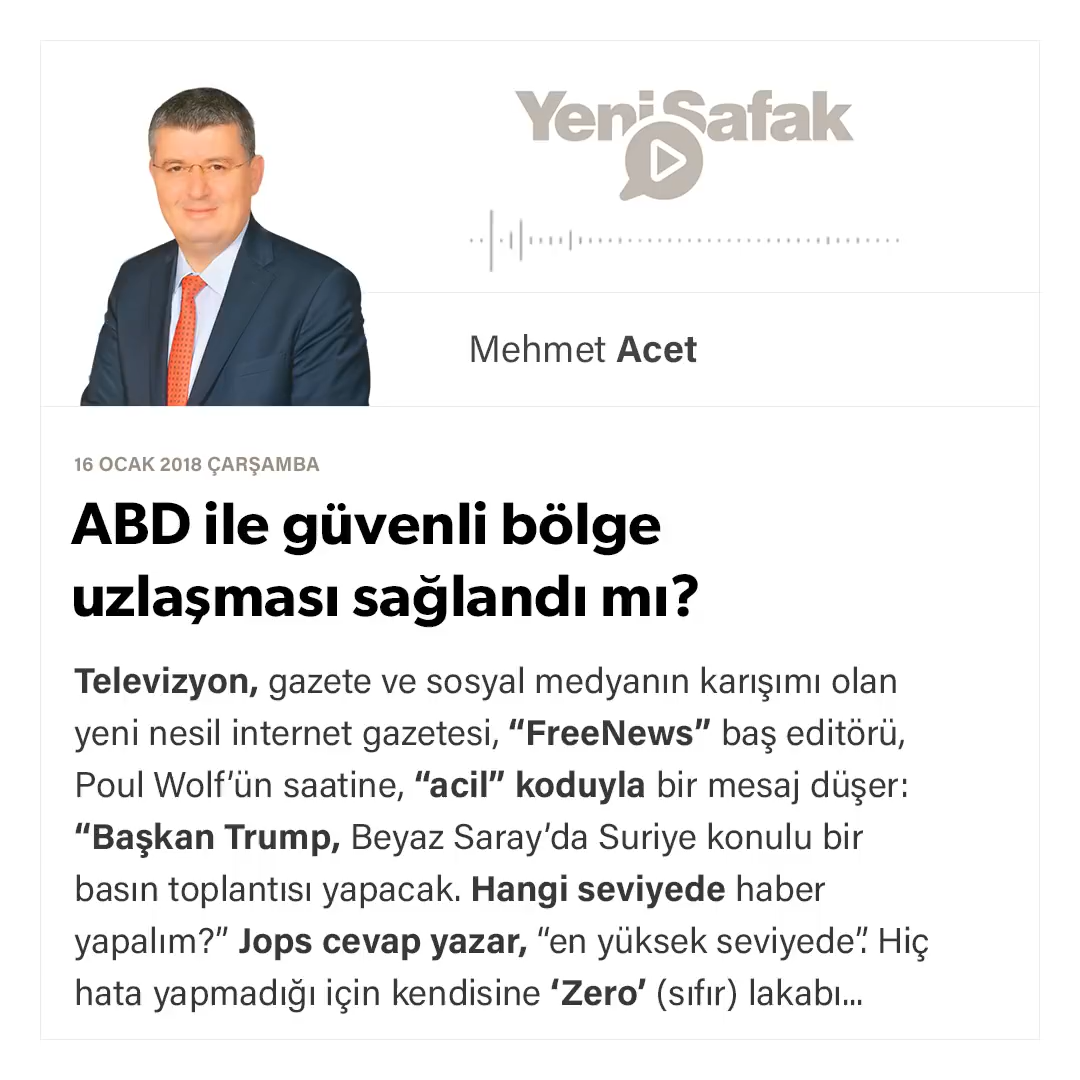 YeniŞafak
Mehmet Acet
16 OCAK 2018 ÇARŞAMBA
ABD ile güvenli bölge
uzlaşması sağlandı mı?
Televizyon, gazete ve sosyal medyanın karışımı olan
yeni nesil internet gazetesi, “FreeNews” baş editörü,
Poul Wolf’ün saatine, “acil” koduyla bir mesaj düşer:
“Başkan Trump, Beyaz Saray’da Suriye konulu bir
basın toplantısı yapacak. Hangi seviyede haber
yapalım?” Jops cevap yazar, “en yüksek seviyede”. Hiç
hata yapmadığı için kendisine ‘Zero’ (sıfır) lakabı...